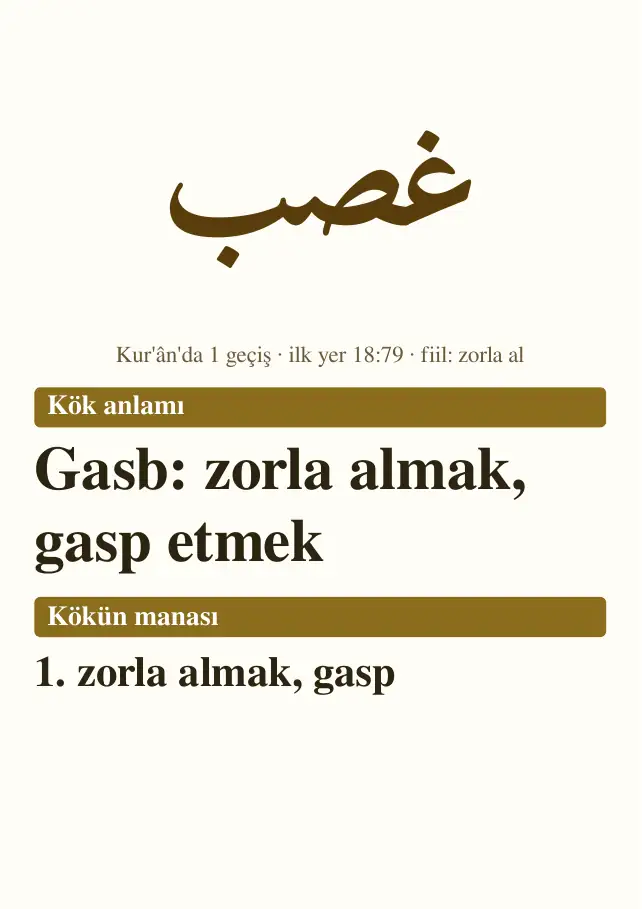 غصب
Kur'ân'da 1 geçiş · ilk yer 18:79 · fiil: zorla al
Kök anlamı
Gasb: zorla almak,
gasp etmek
Kökün manası
1. zorla almak, gasp